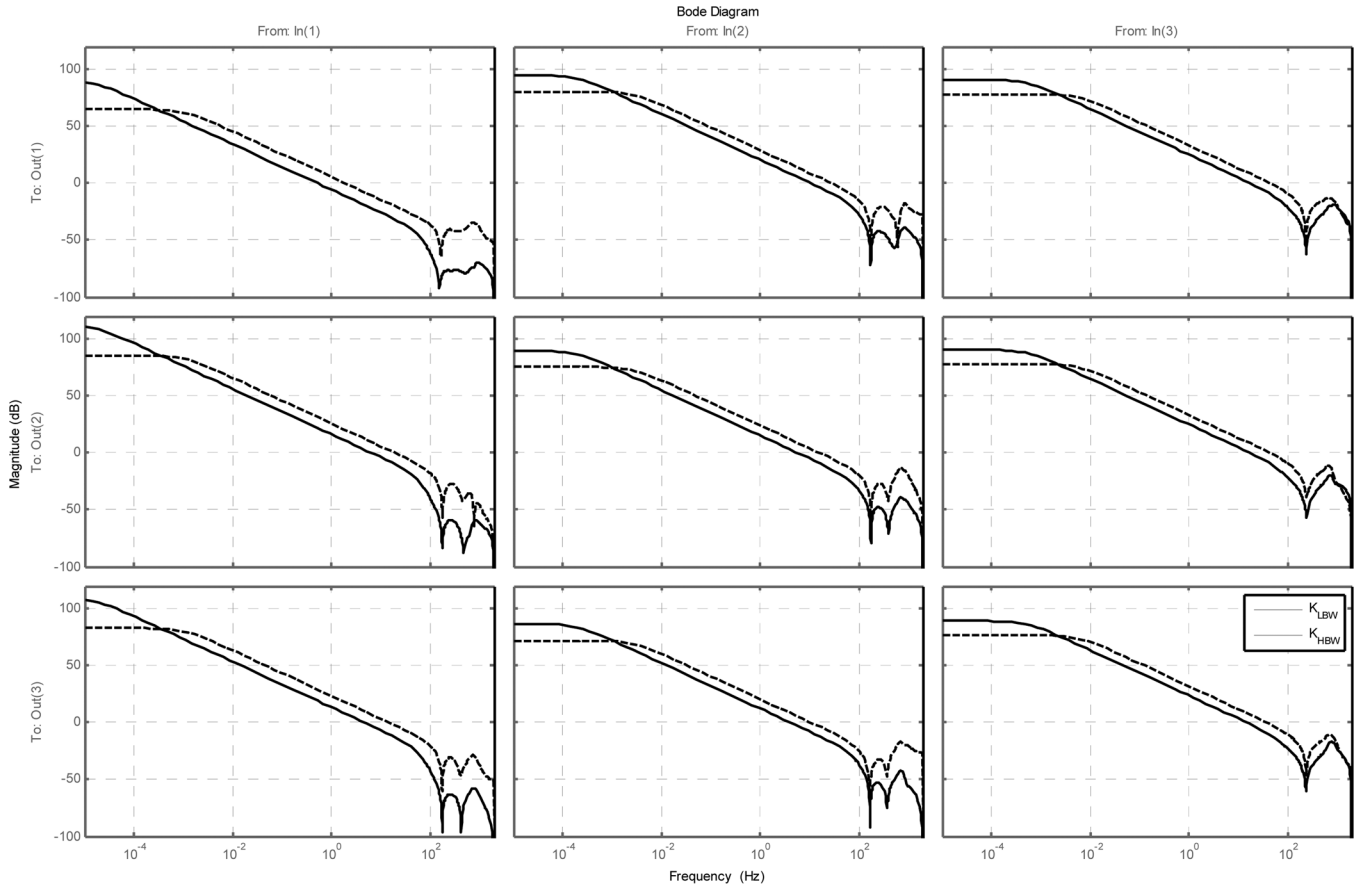 Bode Diagram
From: In(1)
From: In(2)
From: In(3)
Magnitude (dB)
To: Out(1)
100
50
0
-50
-100
To: Out(2)
100
50
0
-50
-100
To: Out(3)
100
50
0
-50
-100
K_LBW
K_HBW
10^-4
10^-2
10^0
10^2
10^-4
10^-2
10^0
10^2
10^-4
10^-2
10^0
10^2
Frequency (Hz)